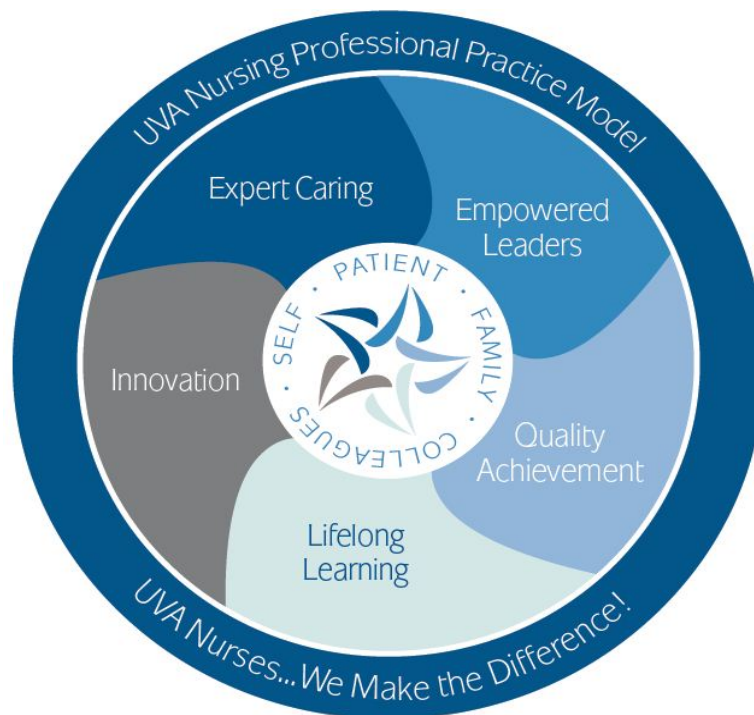 UVA Nursing Professional Practice Model
Expert Caring
Empowered
Leaders
SELF · PATIENT · FAMILY · COLLEAGUES ·
Innovation
Quality
Achievement
Lifelong
Learning
UVA Nurses...We Make the Difference!